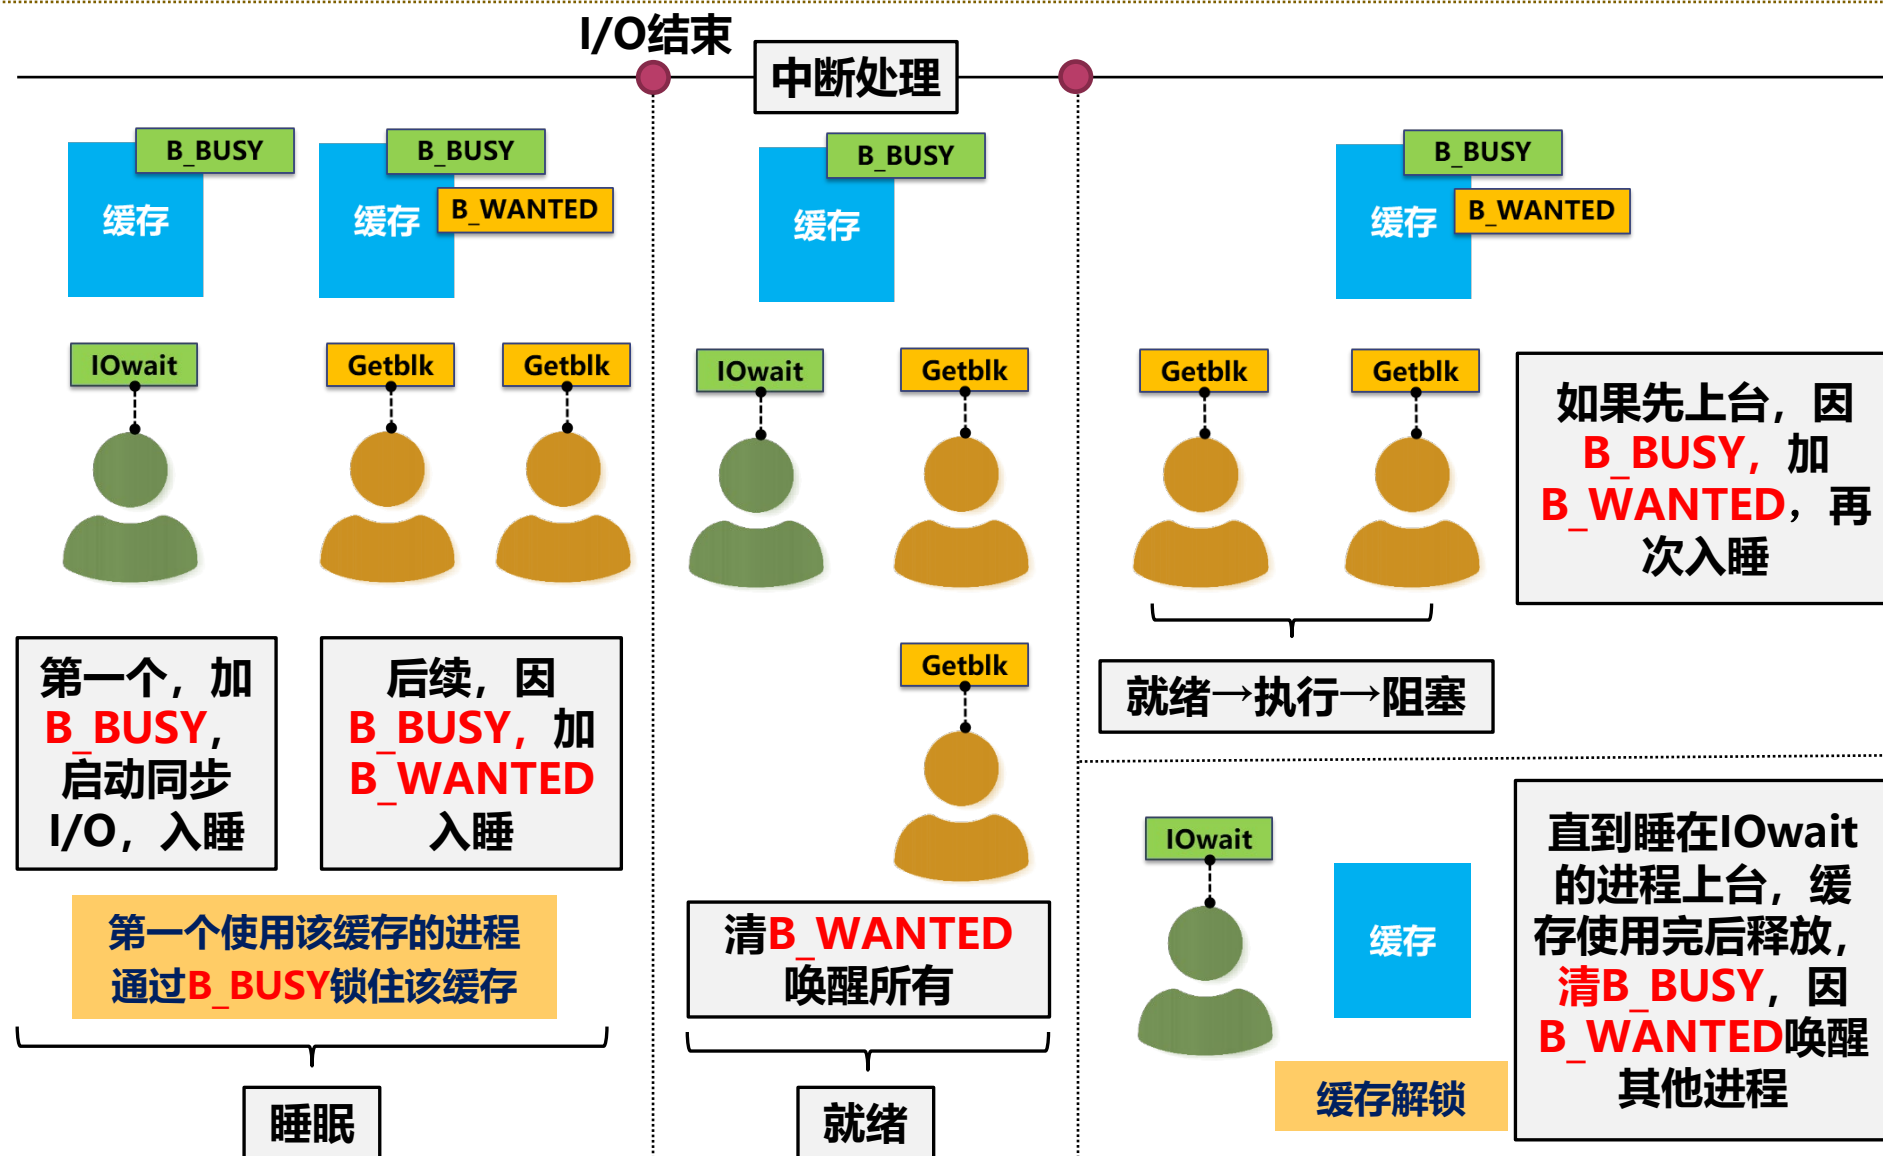 I/O结束
中断处理
B_BUSY
缓存
B_BUSY
B_WANTED
缓存
IOwait
Getblk
Getblk
第一个，加
B_BUSY，
启动同步
I/O，入睡
后续，因
B_BUSY，加
B_WANTED
入睡
第一个使用该缓存的进程
通过B_BUSY锁住该缓存
睡眠
B_BUSY
缓存
IOwait
Getblk
Getblk
清B_WANTED
唤醒所有
就绪
B_BUSY
B_WANTED
缓存
Getblk
Getblk
如果先上台，因
B_BUSY，加
B_WANTED，再
次入睡
就绪→执行→阻塞
IOwait
缓存
缓存解锁
直到睡在IOwait
的进程上台，缓
存使用完后释放，
清B_BUSY，因
B_WANTED唤醒
其他进程